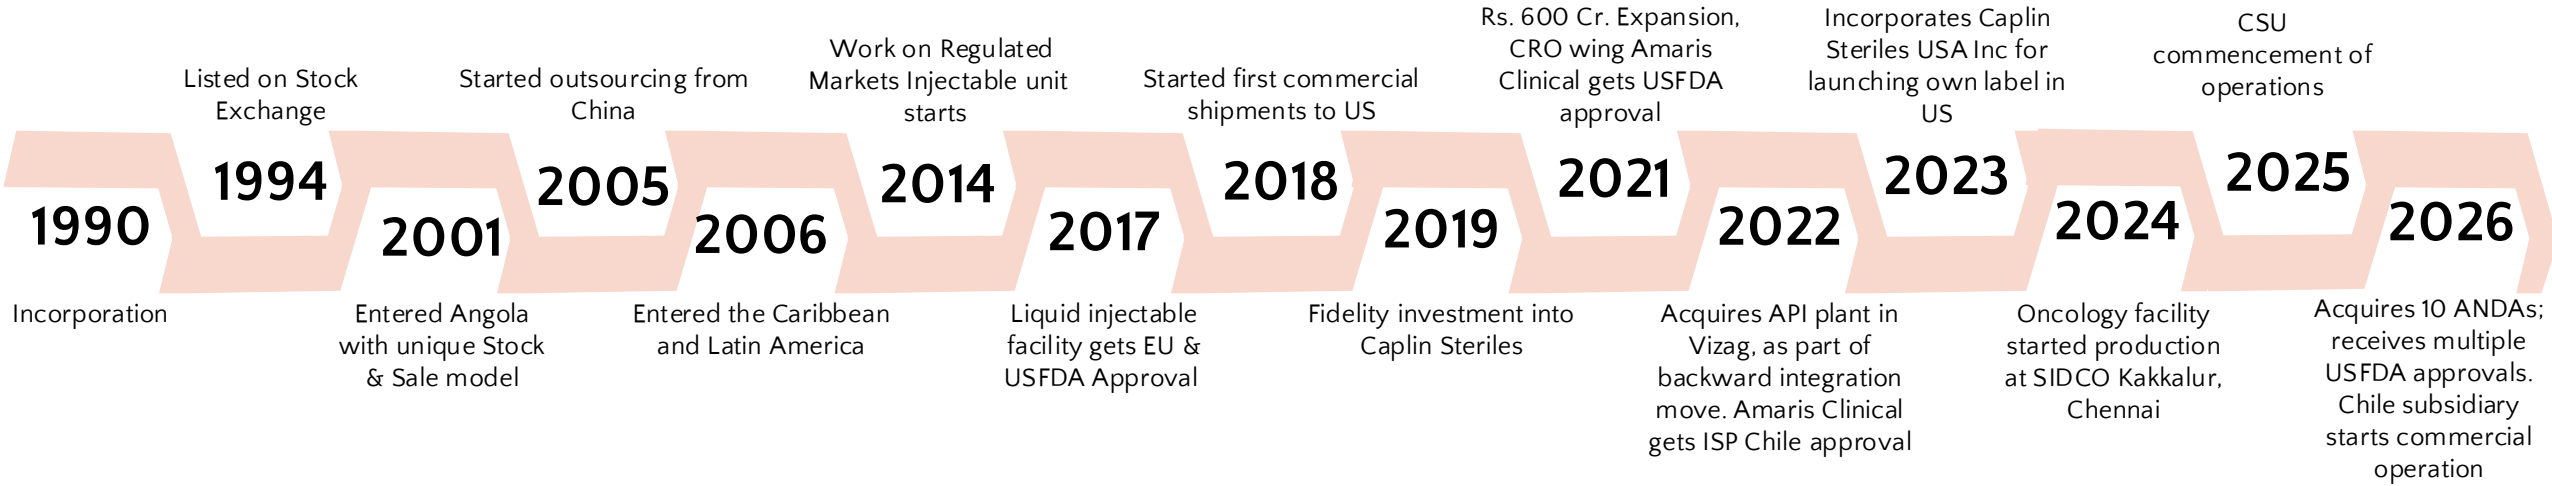 1990
Incorporation
Listed on Stock
Exchange
1994
2001
Entered Angola
with unique Stock
& Sale model
Started outsourcing from
China
2005
2006
Entered the Caribbean
and Latin America
Work on Regulated
Markets Injectable unit
starts
2014
2017
Liquid injectable
facility gets EU &
USFDA Approval
Started first commercial
shipments to US
2018
2019
Fidelity investment into
Caplin Steriles
Rs. 600 Cr. Expansion,
CRO wing Amaris
Clinical gets USFDA
approval
2021
2022
Acquires API plant in
Vizag, as part of
backward integration
move. Amaris Clinical
gets ISP Chile approval
Incorporates Caplin
Steriles USA Inc for
launching own label in
US
2023
2024
Oncology facility
started production
at SIDCO Kakkalur,
Chennai
CSU
commencement of
operations
2025
2026
Acquires 10 ANDAs;
receives multiple
USFDA approvals.
Chile subsidiary
starts commercial
operation